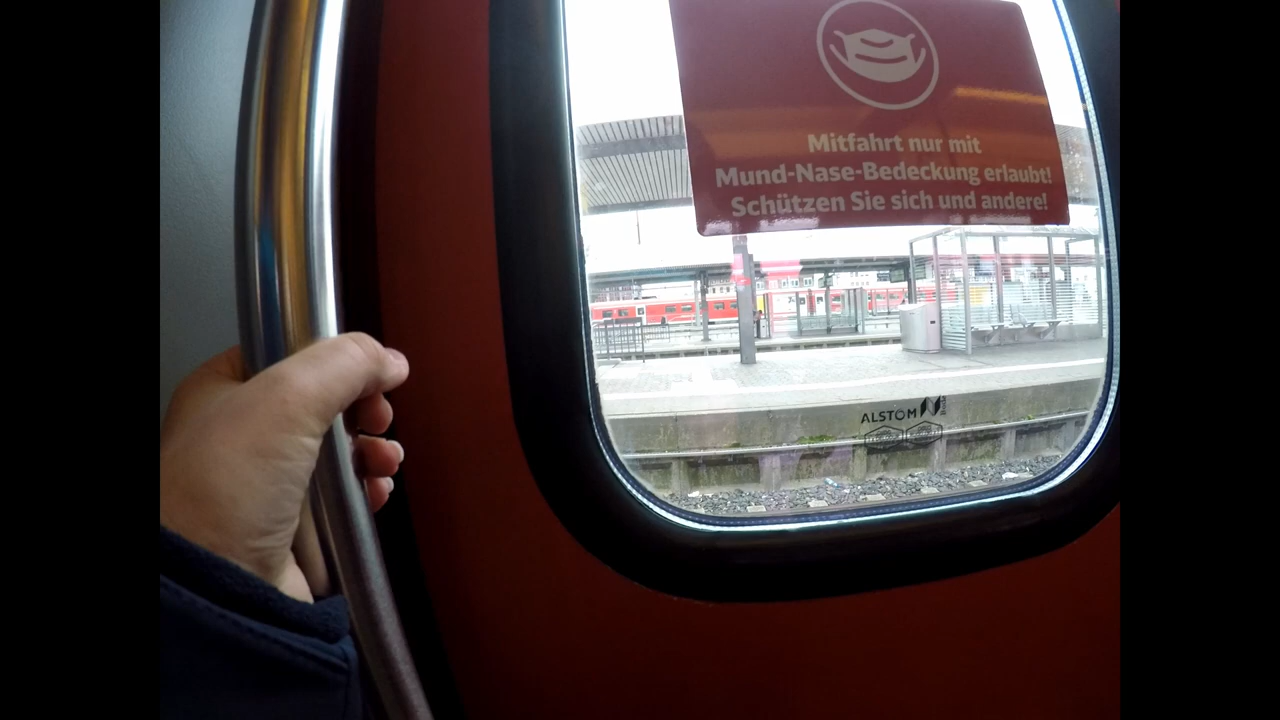 Mitfahrt nur mit
Mund-Nase-Bedeckung erlaubt!
Schützen Sie sich und andere!
ALSTOM